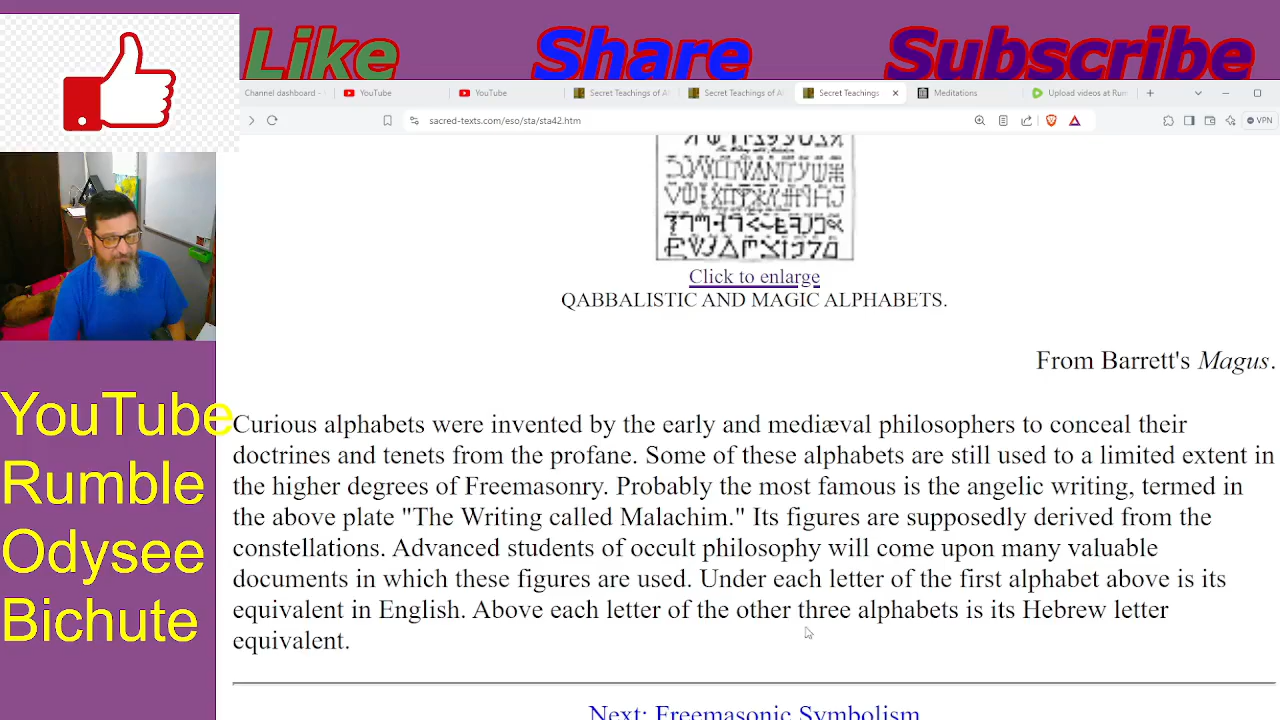 Like Share Subscribe
Channel dashboard - YouTube YouTube Secret Teachings of A Secret Teachings of A Secret Teachings Meditations Upload videos at Rum
sacred-texts.com/eso/sta/sta42.htm VPN
Click to enlarge
QABBALISTIC AND MAGIC ALPHABETS.
From Barrett's Magus.
Curious alphabets were invented by the early and mediæval philosophers to conceal their
doctrines and tenets from the profane. Some of these alphabets are still used to a limited extent in
the higher degrees of Freemasonry. Probably the most famous is the angelic writing, termed in
the above plate "The Writing called Malachim." Its figures are supposedly derived from the
constellations. Advanced students of occult philosophy will come upon many valuable
documents in which these figures are used. Under each letter of the first alphabet above is its
equivalent in English. Above each letter of the other three alphabets is its Hebrew letter
equivalent.
Next: Freemasonic Symbolism
YouTube
Rumble
Odysee
Bichute